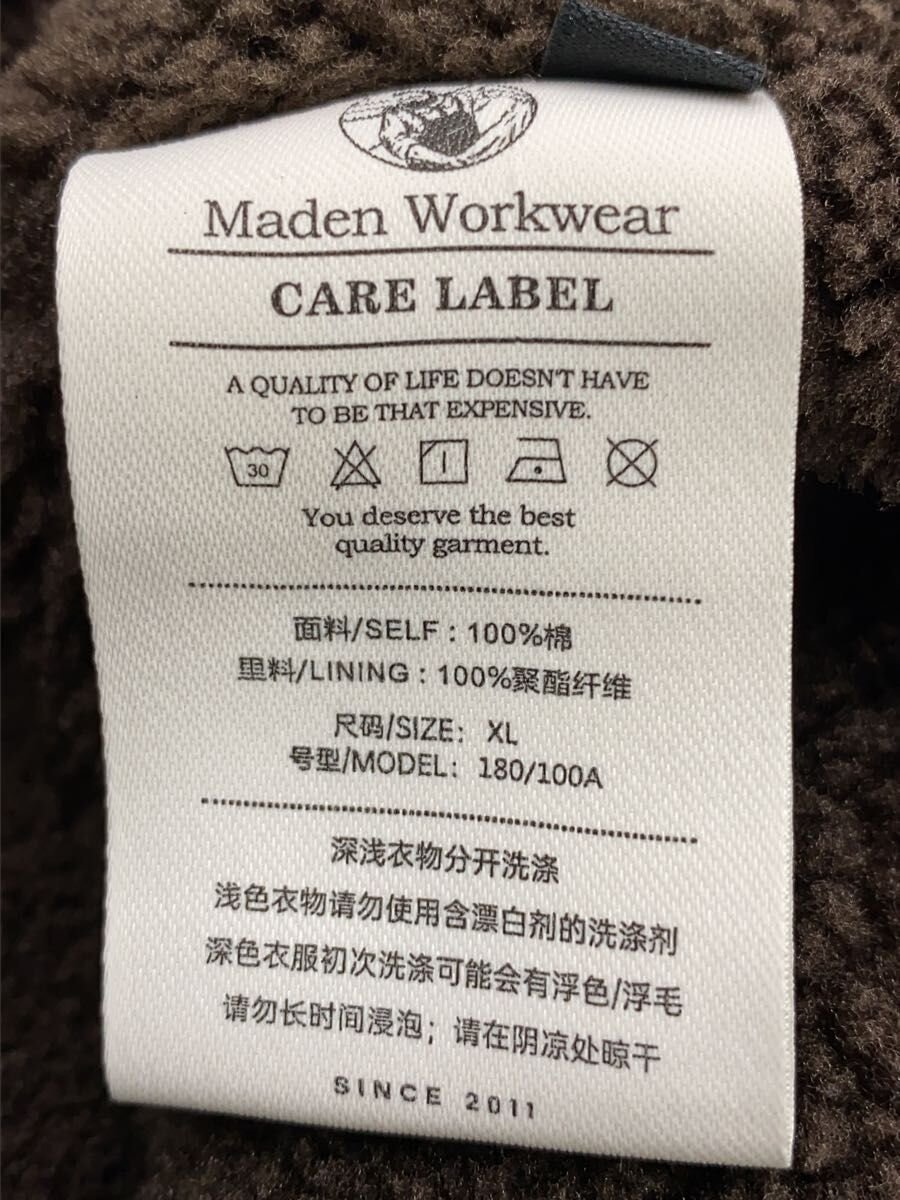 Maden Workwear
CARE LABEL
A QUALITY OF LIFE DOESN'T HAVE
TO BE THAT EXPENSIVE.
30
You deserve the best
quality garment.
面料/SELF：100%棉
里料/LINING：100%聚酯纤维
尺码/SIZE： XL
号型/MODEL：180/100A
深浅衣物分开洗涤
浅色衣物请勿使用含漂白剂的洗涤剂
深色衣服初次洗涤可能会有浮色/浮毛
请勿长时间浸泡；请在阴凉处晾干
SINCE 2011